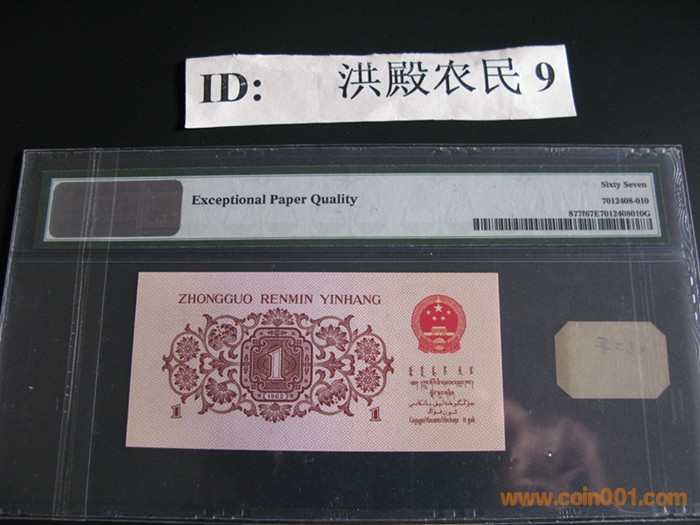 ID: 洪殿农民 9
Exceptional Paper Quality
Sixty Seven
7012408-010
877f67E7012408010G
ZHONGGUO RENMIN YINHANG
1
1962
1 1
www.coin001.com